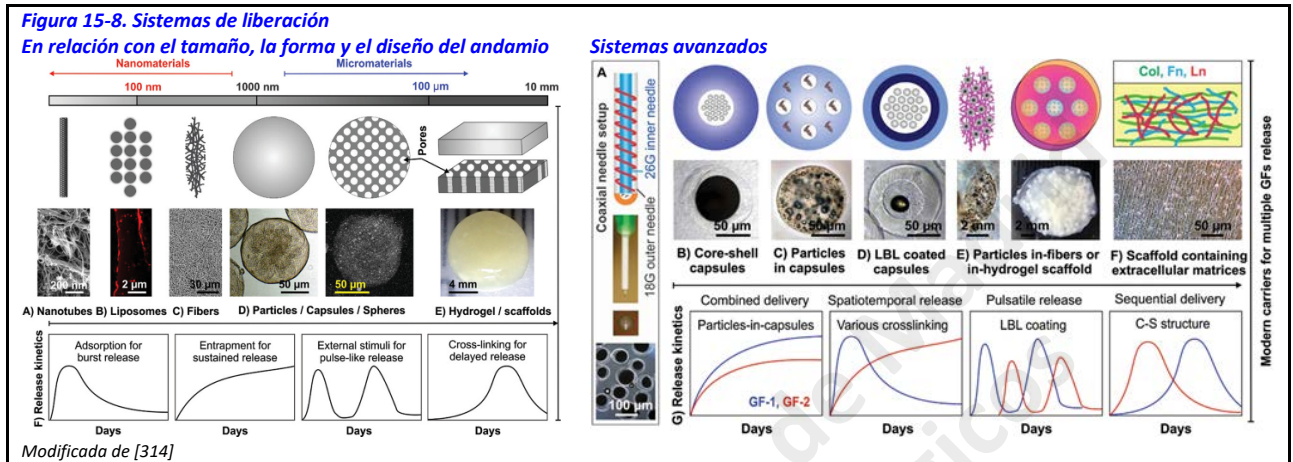 Figura 15-8. Sistemas de liberación
En relación con el tamaño, la forma y el diseño del andamio
Nanomaterials
Micromaterials
100 nm
1000 nm
100 µm
10 mm
Pores
200 nm
2 µm
30 µm
50 µm
50 µm
4 mm
A) Nanotubes
B) Liposomes
C) Fibers
D) Particles / Capsules / Spheres
E) Hydrogel / scaffolds
F) Release kinetics
Adsorption for
burst release
Entrapment for
sustained release
External stimuli for
pulse-like release
Cross-linking for
delayed release
Days
Days
Days
Days
Modificada de [314]
Sistemas avanzados
A
Coaxial needle setup
26G inner needle
18G outer needle
100 µm
Col, Fn, Ln
50 µm
50 µm
50 µm
2 mm
2 mm
50 µm
B) Core-shell
capsules
C) Particles
in capsules
D) LBL coated
capsules
E) Particles in-fibers or
in-hydrogel scaffold
F) Scaffold containing
extracellular matrices
G) Release kinetics
Combined delivery
Particles-in-capsules
GF-1, GF-2
Spatiotemporal release
Various crosslinking
Pulsatile release
LBL coating
Sequential delivery
C-S structure
Days
Days
Days
Days
Modern carriers for multiple GFs release